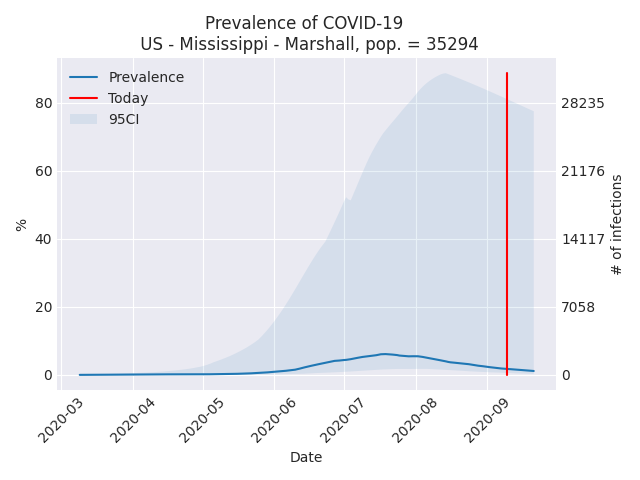 Prevalence of COVID-19
US - Mississippi - Marshall, pop. = 35294
Prevalence
Today
95CI
80
60
40
20
0
%
28235
21176
14117
7058
0
# of infections
2020-03
2020-04
2020-05
2020-06
2020-07
2020-08
2020-09
Date